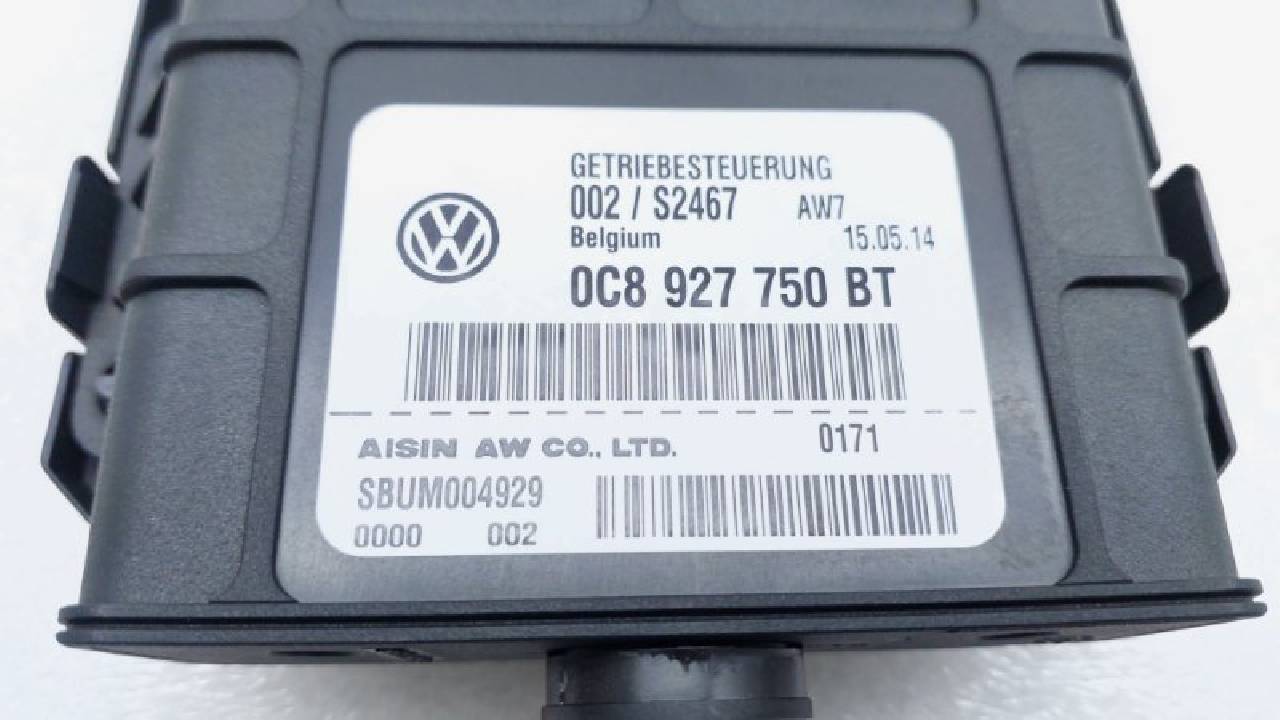 GETRIEBESTEUERUNG
002 / S2467 AW7
Belgium 15.05.14
0C8 927 750 BT
AISIN AW CO., LTD. 0171
SBUM004929
0000 002